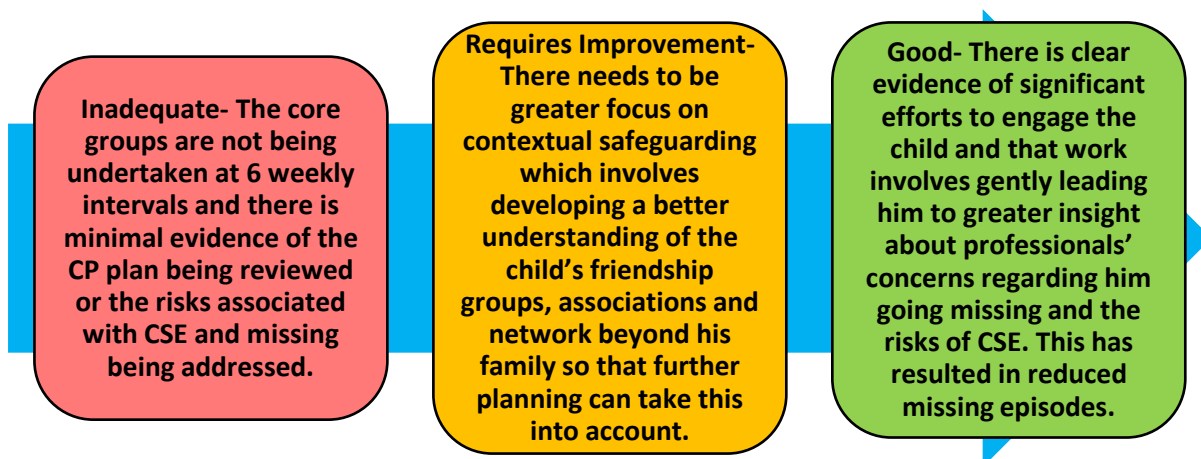 Inadequate- The core
groups are not being
undertaken at 6 weekly
intervals and there is
minimal evidence of the
CP plan being reviewed
or the risks associated
with CSE and missing
being addressed.
Requires Improvement-
There needs to be
greater focus on
contextual safeguarding
which involves
developing a better
understanding of the
child's friendship
groups, associations and
network beyond his
family so that further
planning can take this
into account.
Good- There is clear
evidence of significant
efforts to engage the
child and that work
involves gently leading
him to greater insight
about professionals'
concerns regarding him
going missing and the
risks of CSE. This has
resulted in reduced
missing episodes.